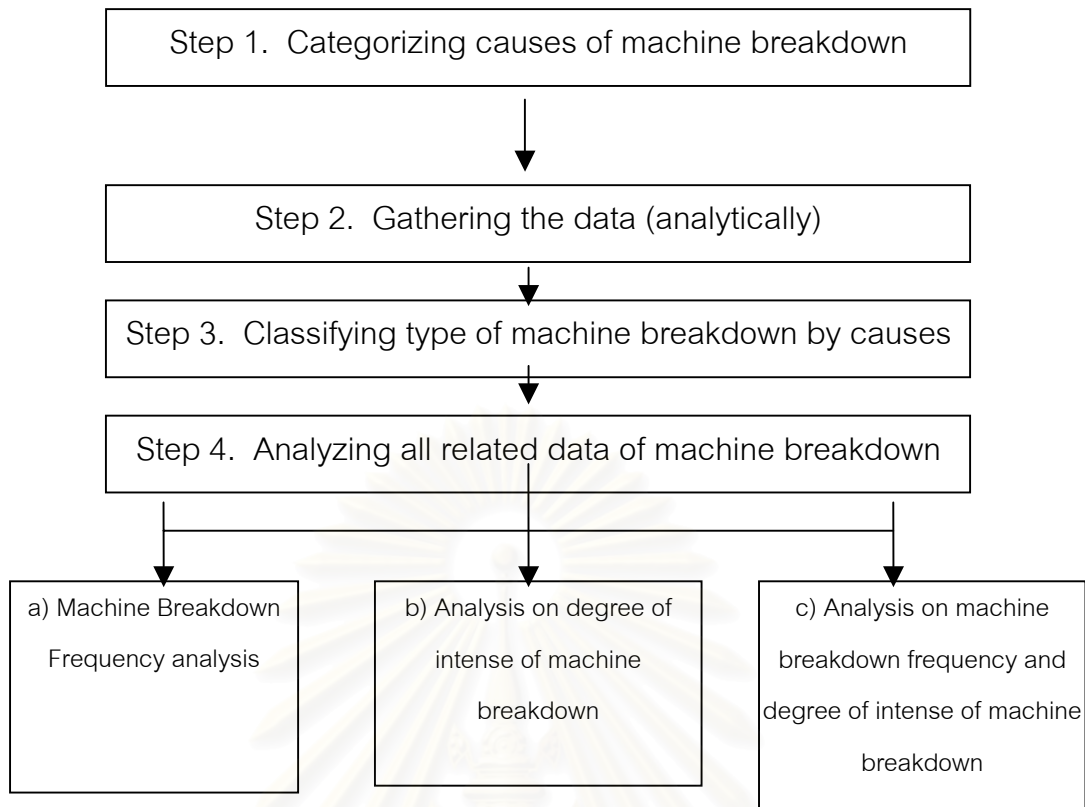 Step 1. Categorizing causes of machine breakdown
Step 2. Gathering the data (analytically)
Step 3. Classifying type of machine breakdown by causes
Step 4. Analyzing all related data of machine breakdown
a) Machine Breakdown
Frequency analysis
b) Analysis on degree of
intense of machine
breakdown
c) Analysis on machine
breakdown frequency and
degree of intense of machine
breakdown